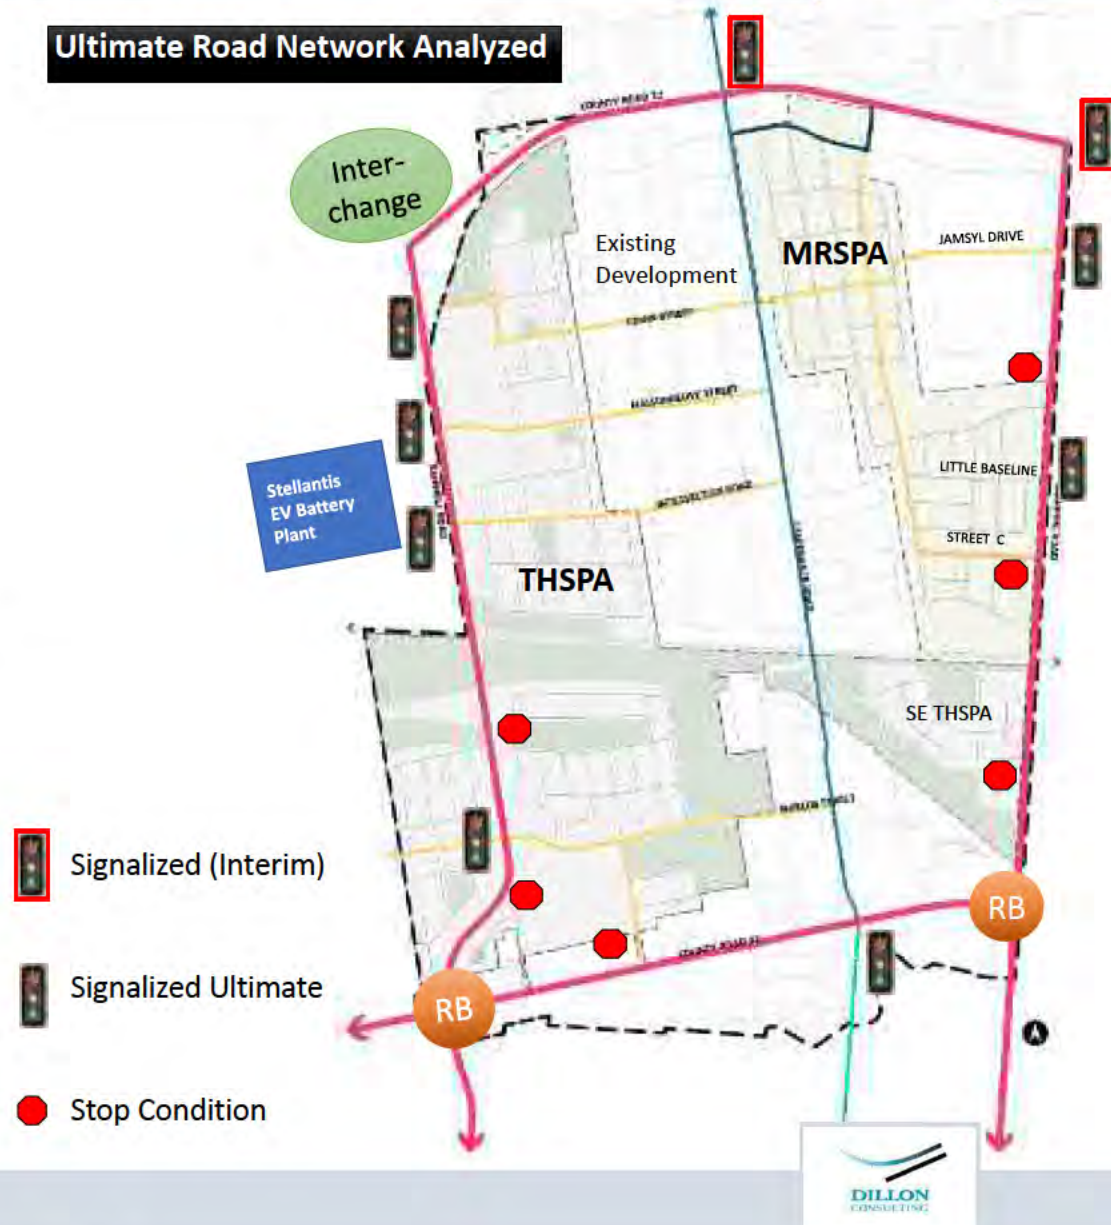 Ultimate Road Network Analyzed
Inter-
change
Existing
Development
MRSPA
JAMSYL DRIVE
Stellantis
EV Battery
Plant
LITTLE BASELINE
STREET C
THSPA
SE THSPA
Signalized (Interim)
RB
Signalized Ultimate
RB
Stop Condition
DILLON
CONSULTING